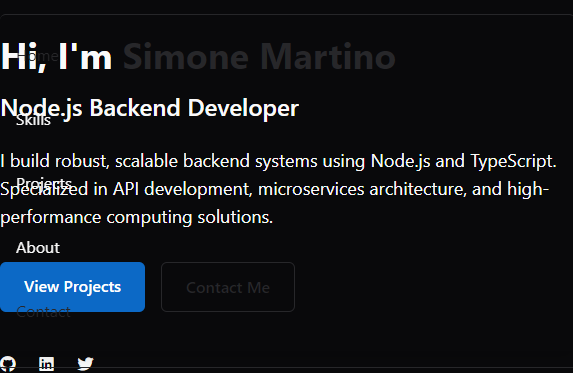 Home
Hi, I'm Simone Martino
Node.js Backend Developer
Skills
I build robust, scalable backend systems using Node.js and TypeScript.
Projects
Specialized in API development, microservices architecture, and high-
performance computing solutions.
About
View Projects
Contact Me
Contact